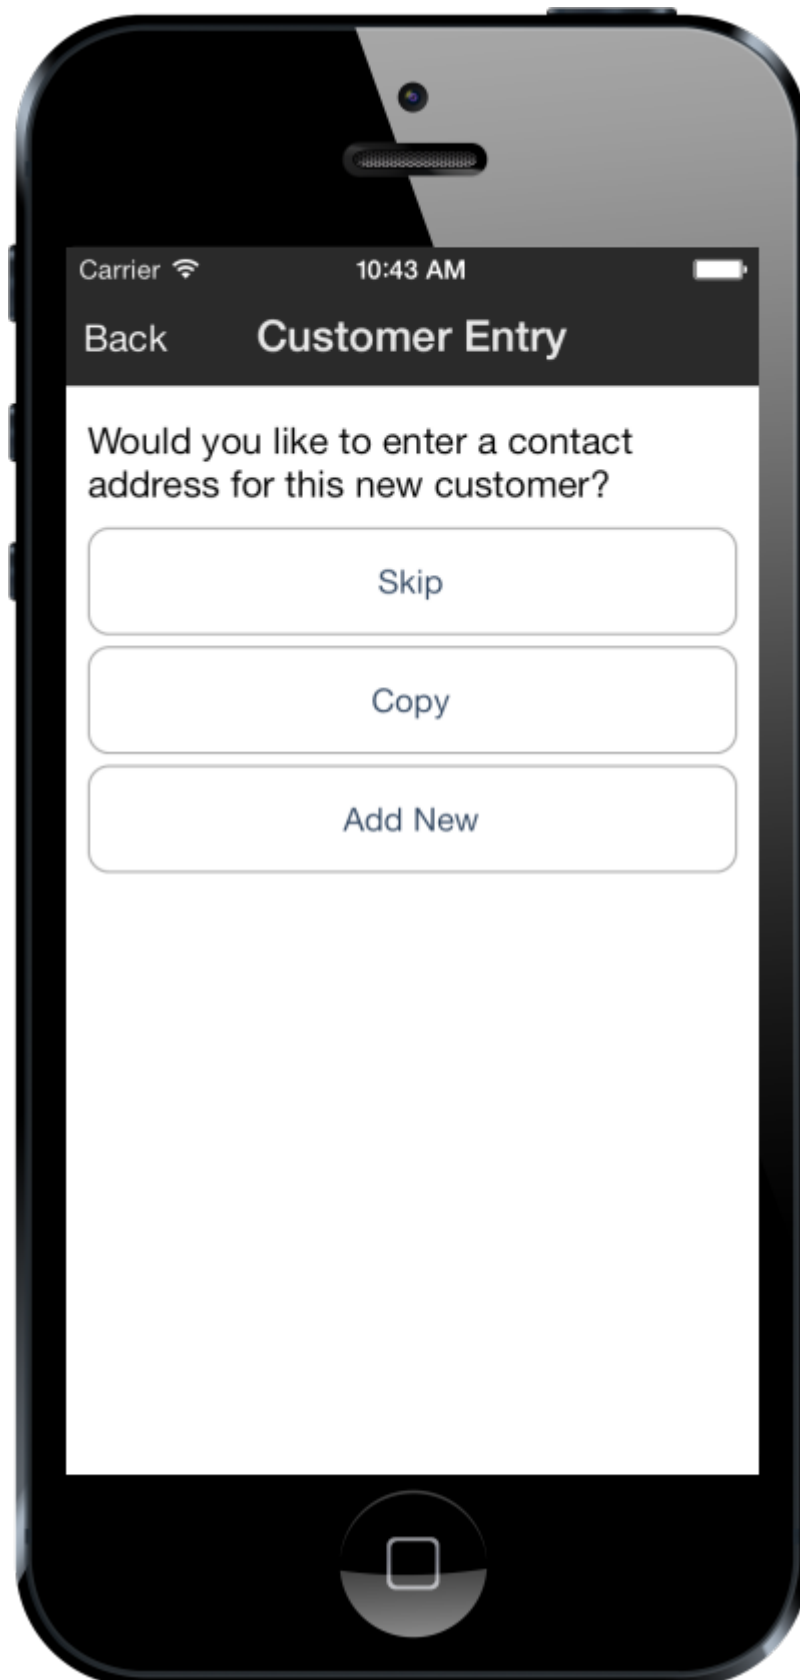 Carrier 10:43 AM
Back Customer Entry
Would you like to enter a contact
address for this new customer?
Skip
Copy
Add New